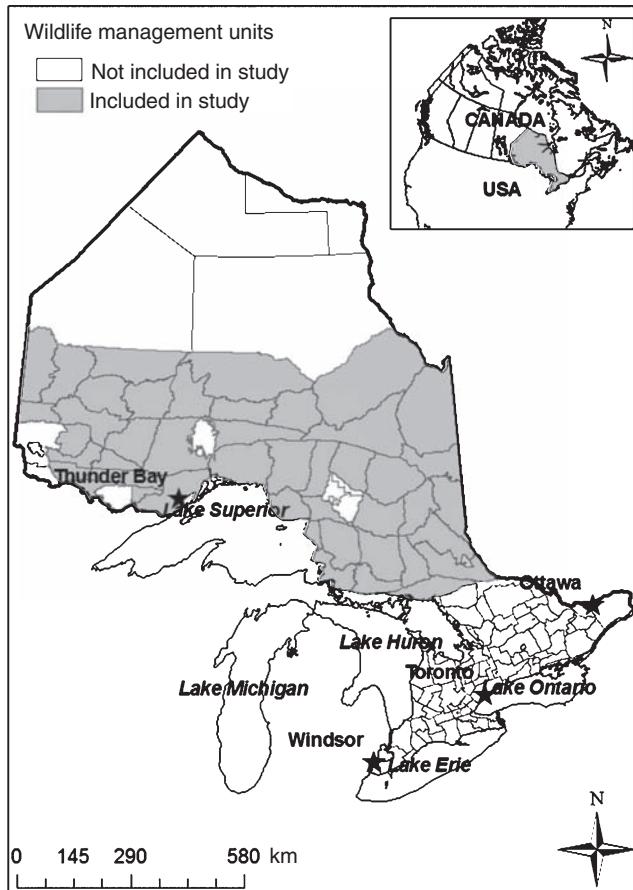 Wildlife management units
Not included in study
Included in study
N
CANADA
USA
Thunder Bay
Lake Superior
Ottawa
Lake Huron
Toronto
Lake Michigan
Lake Ontario
Windsor
Lake Erie
N
0 145 290 580 km